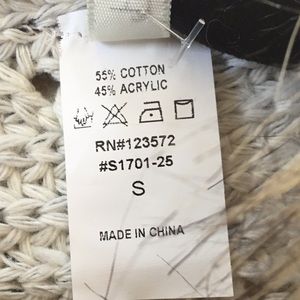 55% COTTON
45% ACRYLIC
RN#123572
#S1701-25
S
MADE IN CHINA